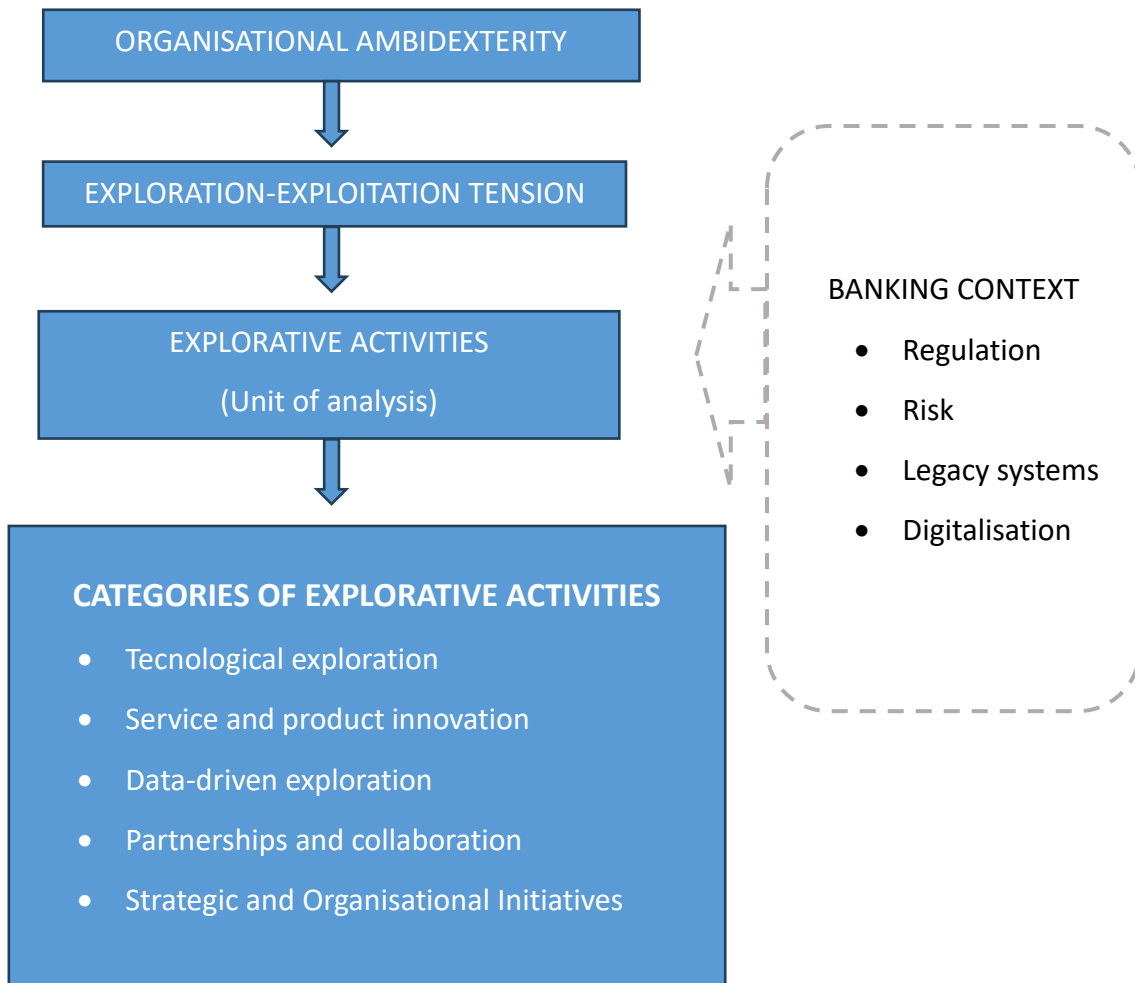 ORGANISATIONAL AMBIDEXTERITY
EXPLORATION-EXPLOITATION TENSION
EXPLORATIVE ACTIVITIES
(Unit of analysis)
CATEGORIES OF EXPLORATIVE ACTIVITIES
• Tecnological exploration
• Service and product innovation
• Data-driven exploration
• Partnerships and collaboration
• Strategic and Organisational Initiatives
BANKING CONTEXT
• Regulation
• Risk
• Legacy systems
• Digitalisation